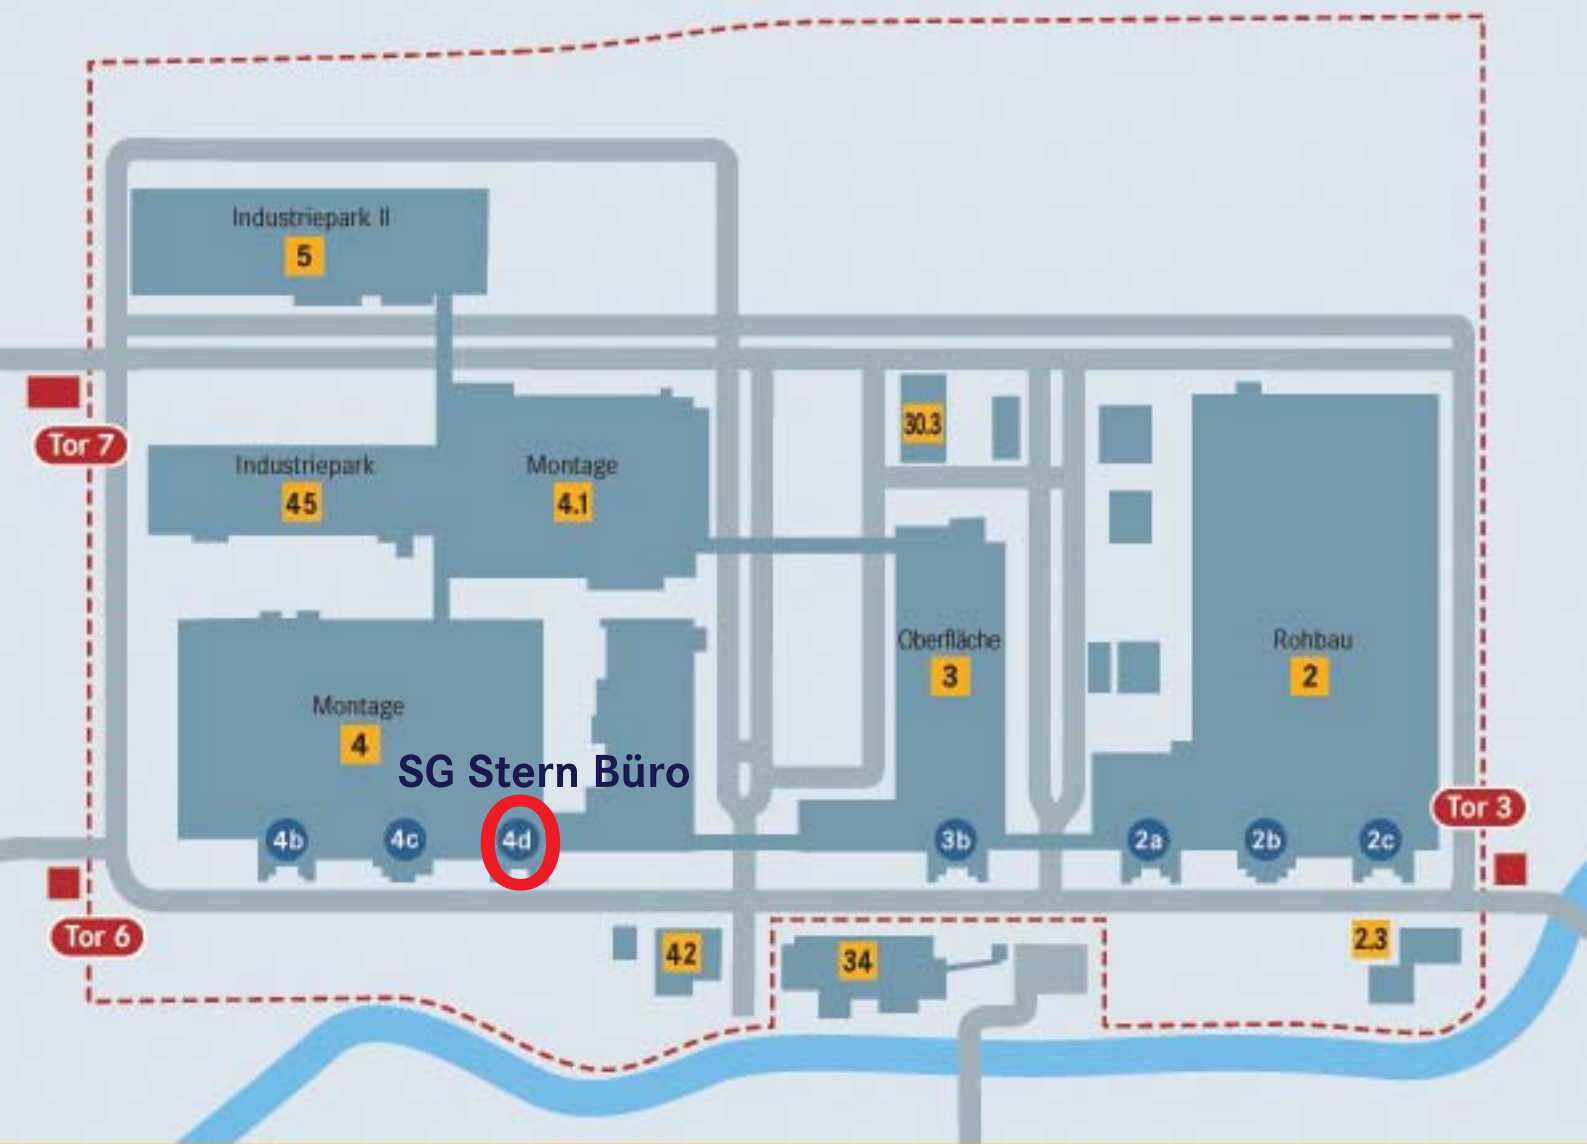 Industriepark II
5
Tor 7
30.3
Industriepark
45
Montage
4.1
Oberfläche
3
Rohbau
2
Montage
4
SG Stern Büro
4b
4c
4d
3b
2a
2b
2c
Tor 3
Tor 6
42
34
2.3